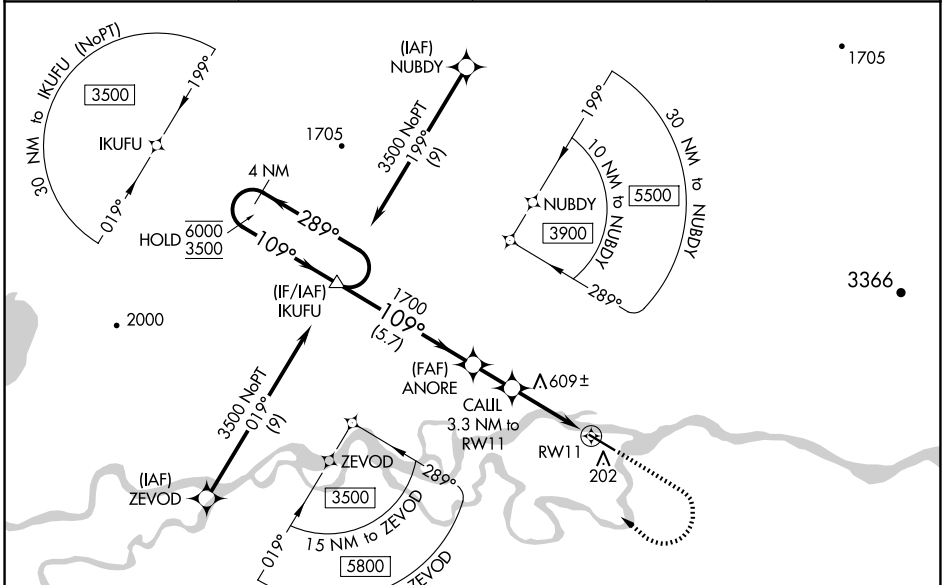 30 NM to IKUFU (NoPT)
3500
199°
IKUFU
019°
(IAF)
NUBDY
3500 NoPT
199°
(9)
1705
1705
199°
30 NM to NUBDY
10 NM to NUBDY
5500
NUBDY
3900
289°
4 NM
289°
HOLD 6000
3500
109°
(IF/IAF)
IKUFU
1700
109°
(5.7)
3366
2000
(FAF)
ANORE
CALIL
3.3 NM to
RW11
609±
RW11
202
3500 NoPT
019°
(9)
(IAF)
ZEVOD
ZEVOD
289°
3500
15 NM to ZEVOD
019°
5800
ZEVOD